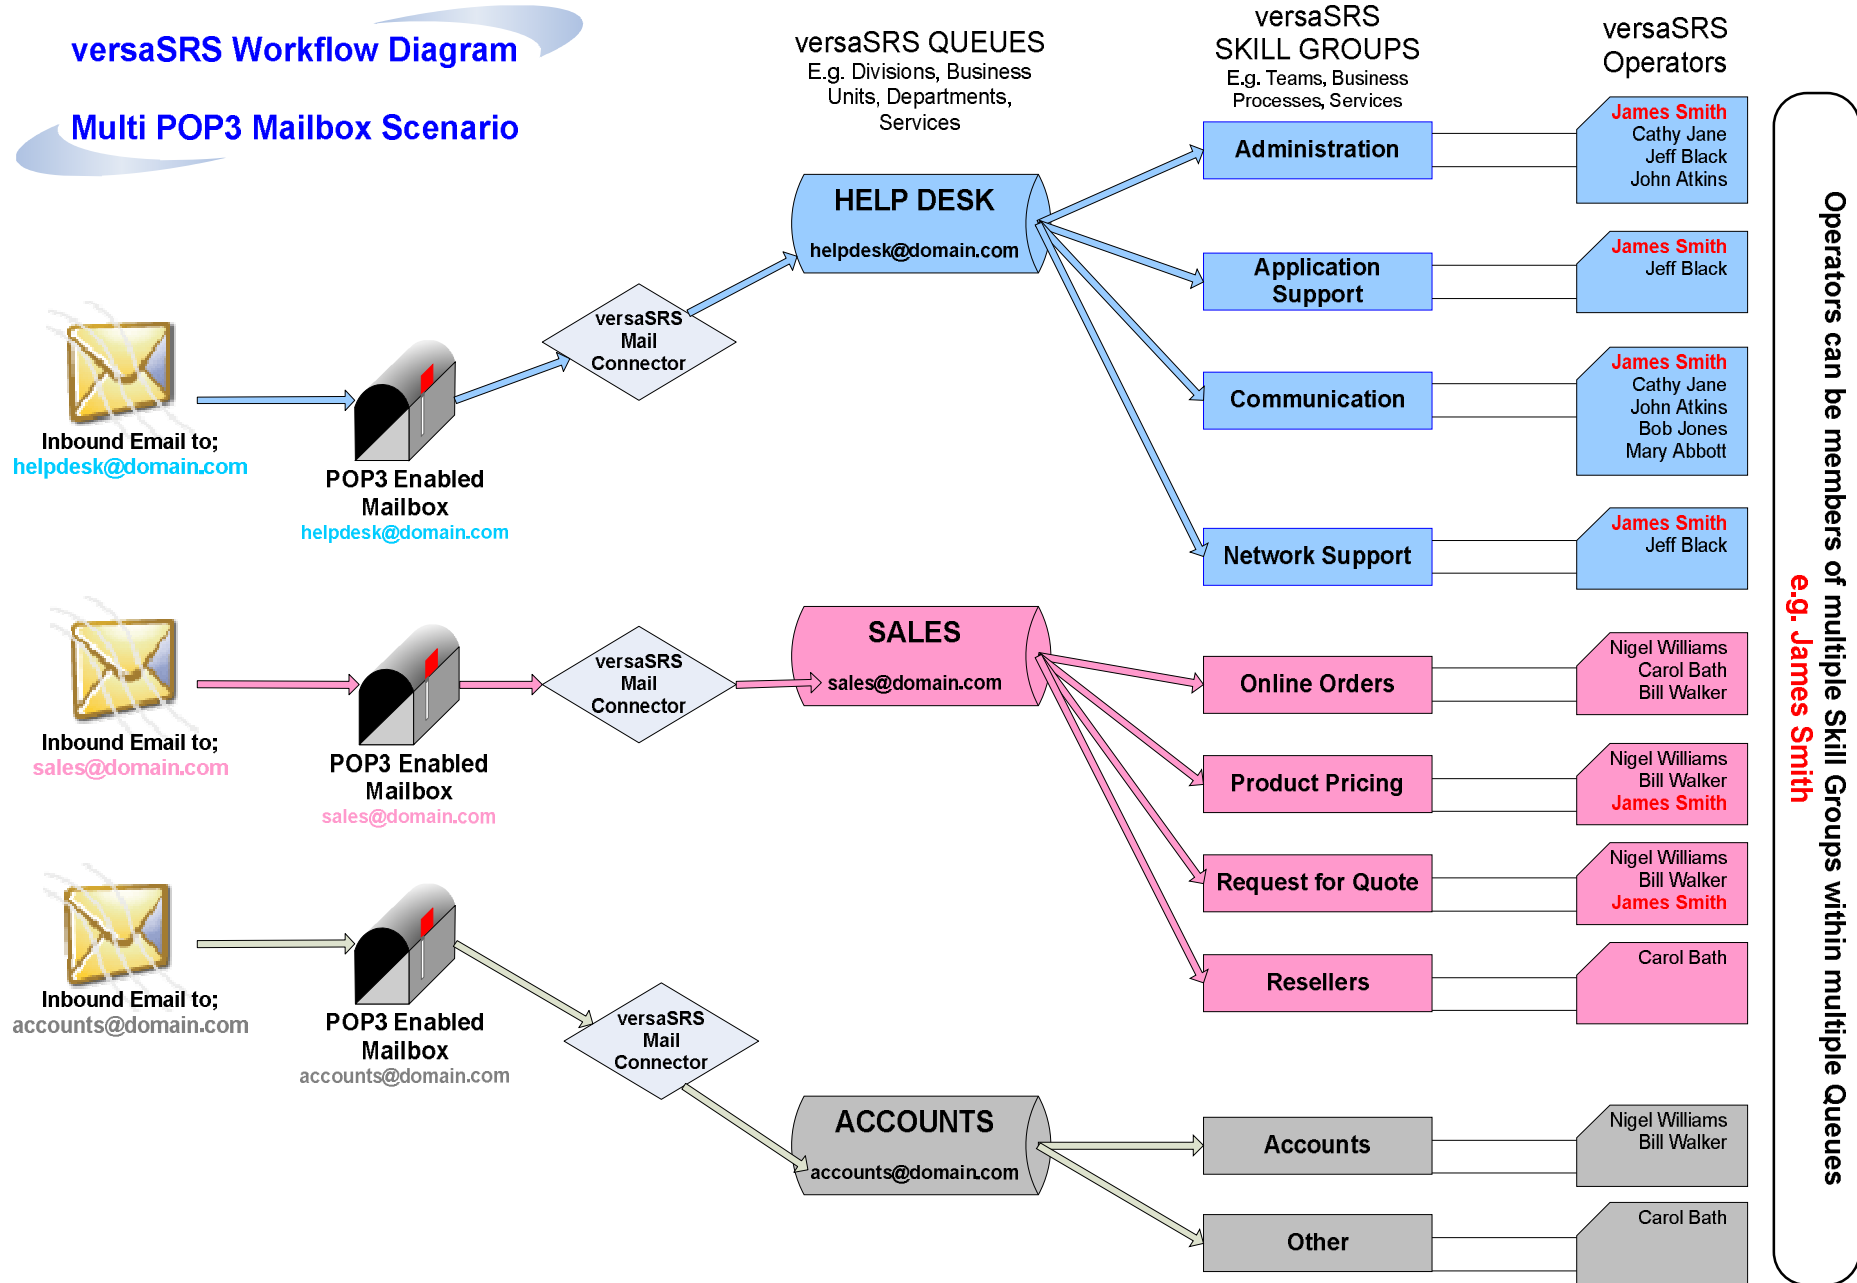 versaSRS Workflow Diagram
Multi POP3 Mailbox Scenario
versaSRS QUEUES
E.g. Divisions, Business
Units, Departments,
Services
versaSRS
SKILL GROUPS
E.g. Teams, Business
Processes, Services
versaSRS
Operators
Inbound Email to;
helpdesk@domain.com
POP3 Enabled
Mailbox
helpdesk@domain.com
versaSRS
Mail
Connector
HELP DESK
helpdesk@domain.com
Administration
James Smith
Cathy Jane
Jeff Black
John Atkins
Application
Support
James Smith
Jeff Black
Communication
James Smith
Cathy Jane
John Atkins
Bob Jones
Mary Abbott
Network Support
James Smith
Jeff Black
Inbound Email to;
sales@domain.com
POP3 Enabled
Mailbox
sales@domain.com
versaSRS
Mail
Connector
SALES
sales@domain.com
Online Orders
Nigel Williams
Carol Bath
Bill Walker
Product Pricing
Nigel Williams
Bill Walker
James Smith
Request for Quote
Nigel Williams
Bill Walker
James Smith
Resellers
Carol Bath
Inbound Email to;
accounts@domain.com
POP3 Enabled
Mailbox
accounts@domain.com
versaSRS
Mail
Connector
ACCOUNTS
accounts@domain.com
Accounts
Nigel Williams
Bill Walker
Other
Carol Bath
Operators can be members of multiple Skill Groups within multiple Queues
e.g. James Smith